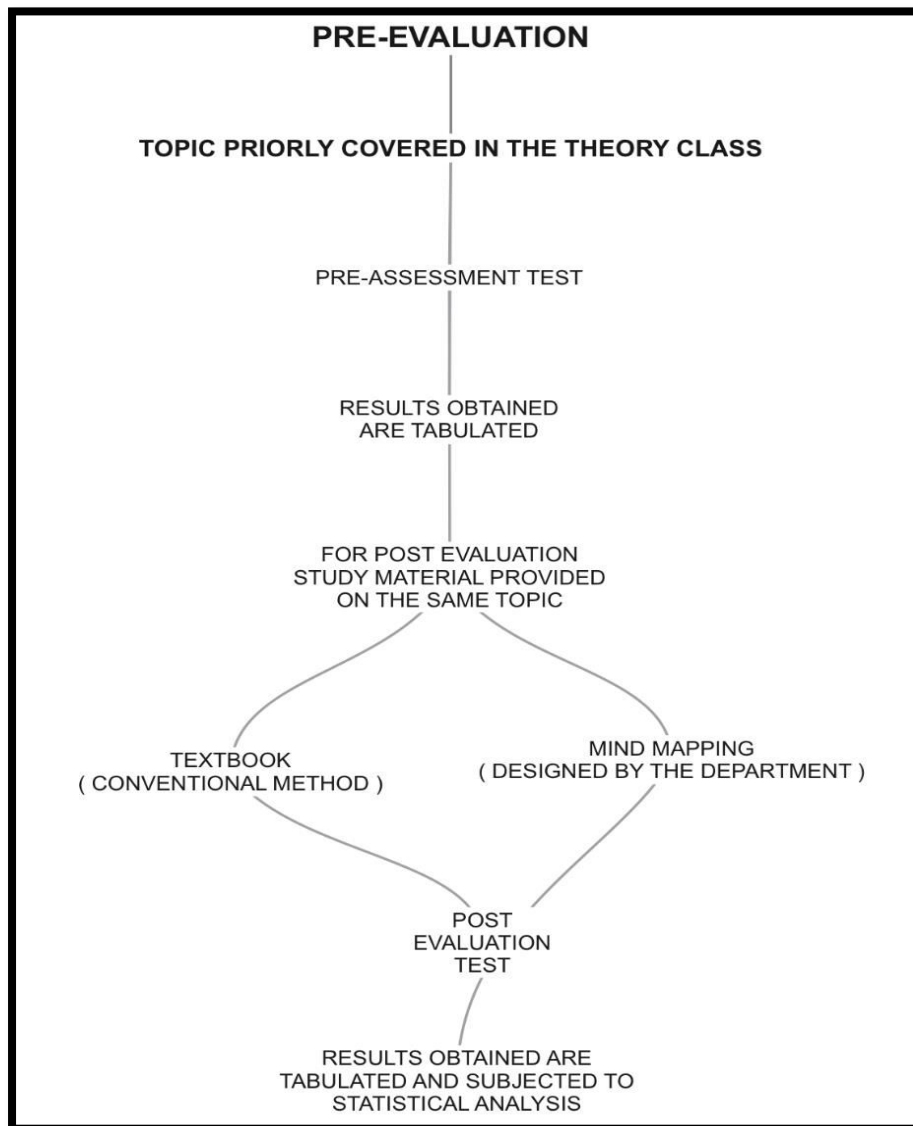 PRE-EVALUATION
TOPIC PRIORLY COVERED IN THE THEORY CLASS
PRE-ASSESSMENT TEST
RESULTS OBTAINED
ARE TABULATED
FOR POST EVALUATION
STUDY MATERIAL PROVIDED
ON THE SAME TOPIC
TEXTBOOK
( CONVENTIONAL METHOD )
MIND MAPPING
( DESIGNED BY THE DEPARTMENT )
POST
EVALUATION
TEST
RESULTS OBTAINED ARE
TABULATED AND SUBJECTED TO
STATISTICAL ANALYSIS